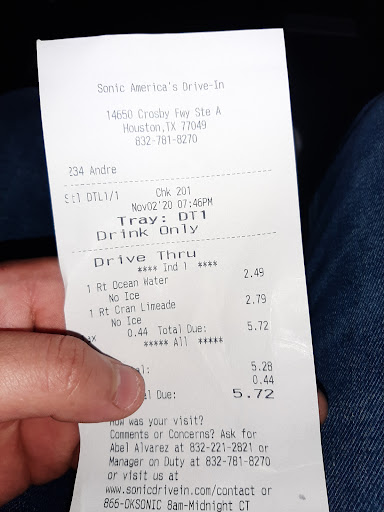 Sonic America's Drive-In
14650 Crosby Fwy Ste A
Houston,TX 77049
832-781-8270
234 Andre
Stl DTL1/1 Chk 201
Nov02'20 07:46PM
Tray: DT1
Drink Only
Drive Thru
**** Ind 1 ****
1 Rt Ocean Water 2.49
No Ice
1 Rt Cran Limeade 2.79
No Ice
0.44 Total Due: 5.72
***** All *****
5.28
0.44
Due: 5.72
How was your visit?
Comments or Concerns? Ask for
Abel Alvarez at 832-221-2821 or
Manager on Duty at 832-781-8270
or visit us at
www.sonicdrivein.com/contact or
866-OKSONIC 8am-Midnight CT